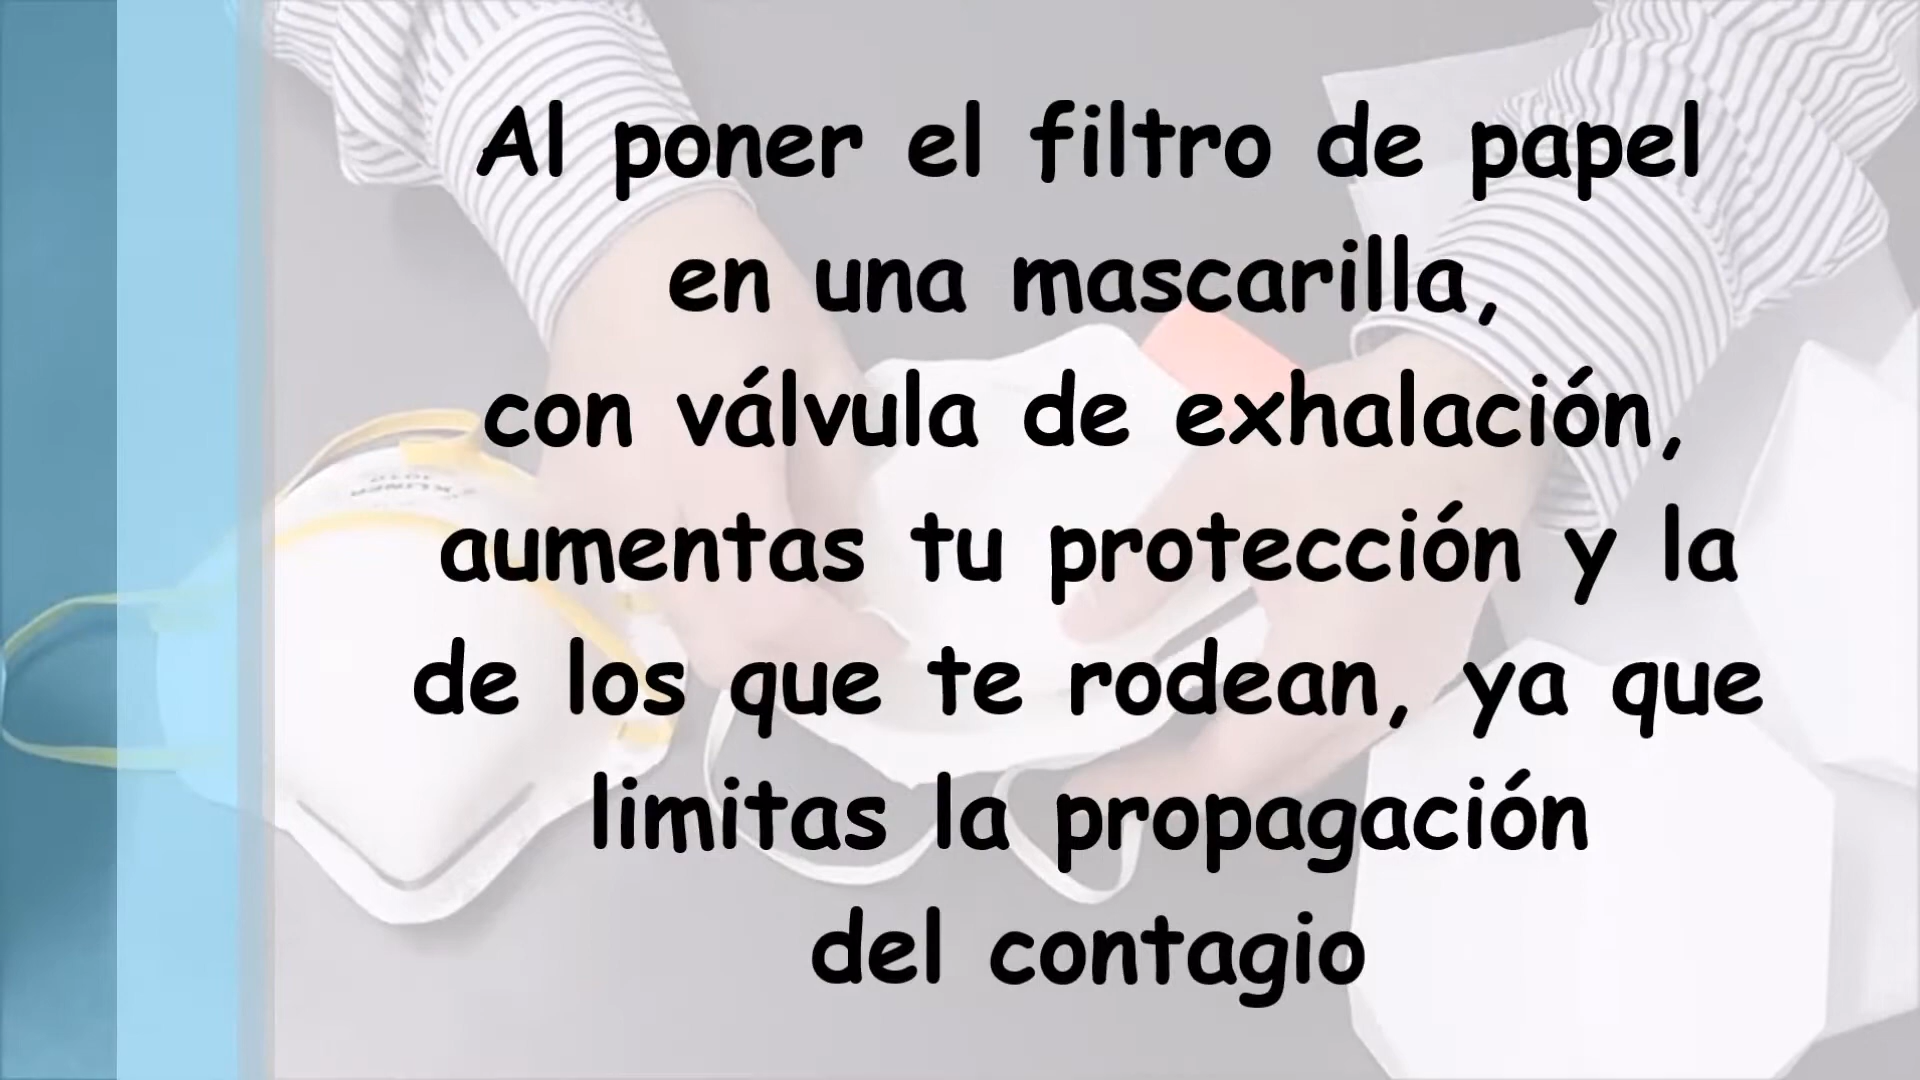 Al poner el filtro de papel
en una mascarilla,
con válvula de exhalación,
aumentas tu protección y la
de los que te rodean, ya que
limitas la propagación
del contagio